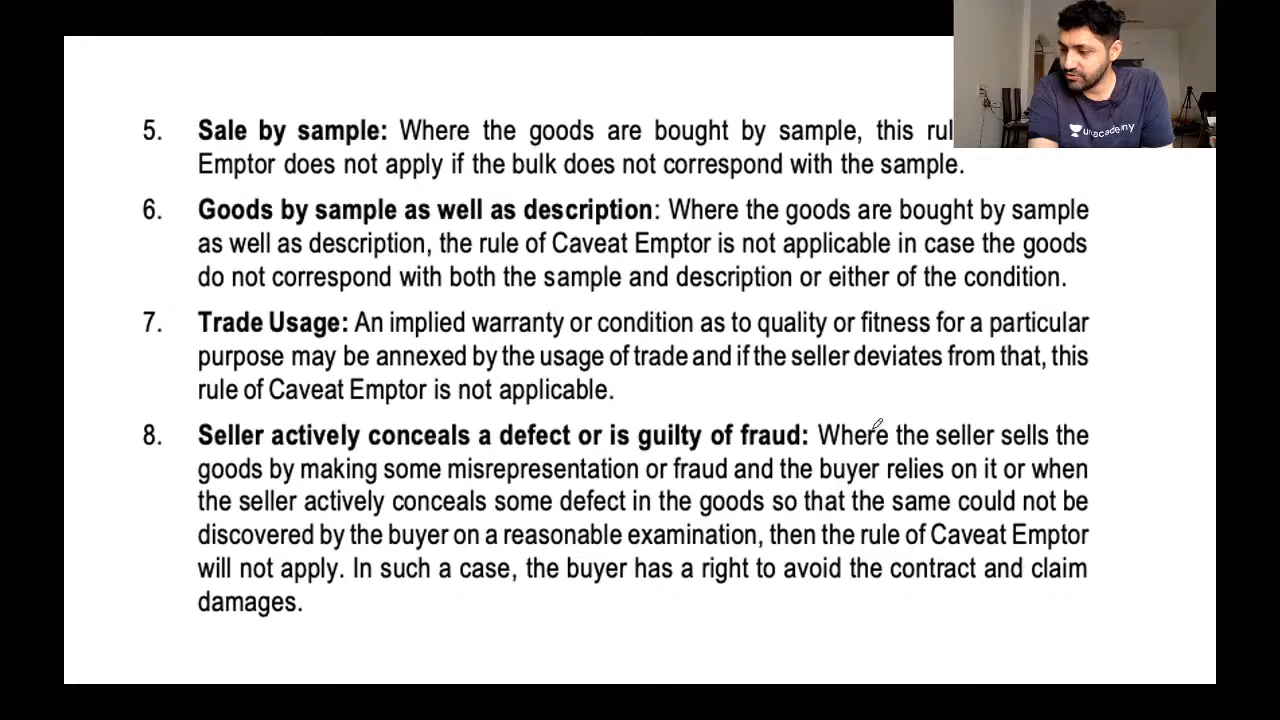 5. Sale by sample: Where the goods are bought by sample, this
Emptor does not apply if the bulk does not correspond with the sample.
6. Goods by sample as well as description: Where the goods are bought by sample
as well as description, the rule of Caveat Emptor is not applicable in case the goods
do not correspond with both the sample and description or either of the condition.
7. Trade Usage: An implied warranty or condition as to quality or fitness for a particular
purpose may be annexed by the usage of trade and if the seller deviates from that, this
rule of Caveat Emptor is not applicable.
8. Seller actively conceals a defect or is guilty of fraud: Where the seller sells the
goods by making some misrepresentation or fraud and the buyer relies on it or when
the seller actively conceals some defect in the goods so that the same could not be
discovered by the buyer on a reasonable examination, then the rule of Caveat Emptor
will not apply. In such a case, the buyer has a right to avoid the contract and claim
damages.
unacademy